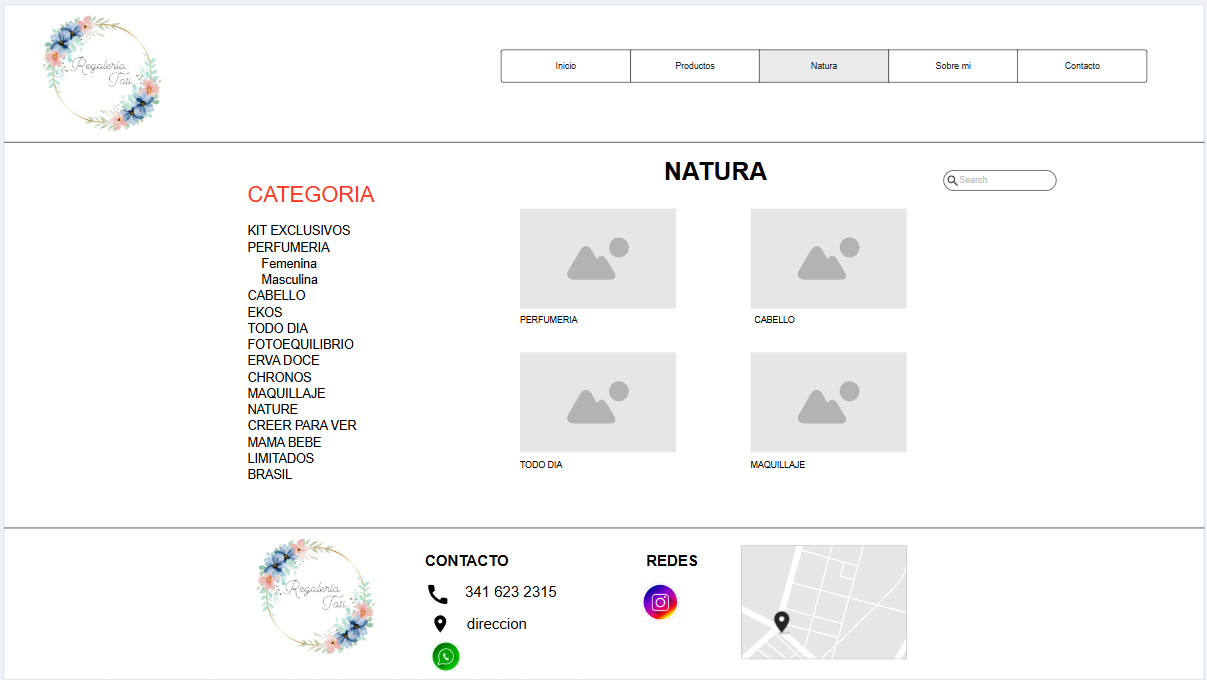 Regalería
Tati
Inicio
Productos
Natura
Sobre mi
Contacto
NATURA
Search
CATEGORIA
KIT EXCLUSIVOS
PERFUMERIA
Femenina
Masculina
CABELLO
EKOS
TODO DIA
FOTOEQUILIBRIO
ERVA DOCE
CHRONOS
MAQUILLAJE
NATURE
CREER PARA VER
MAMA BEBE
LIMITADOS
BRASIL
PERFUMERIA
CABELLO
TODO DIA
MAQUILLAJE
Regalería
Tati
CONTACTO
341 623 2315
direccion
REDES